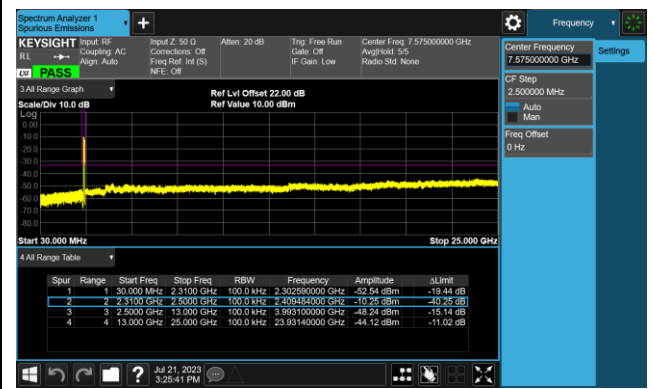 Spectrum Analyzer 1
Spurious Emissions
Frequency
KEYSIGHT
RL
LXI PASS
Input: RF
Coupling: AC
Align: Auto
Input Z: 50 Ω
Corrections: Off
Freq Ref: Int (S)
NFE: Off
Atten: 20 dB
Trig: Free Run
Gate: Off
IF Gain: Low
Center Freq: 7.575000000 GHz
Avg|Hold: 5/5
Radio Std: None
Center Frequency
7.575000000 GHz
Settings
CF Step
2.500000 MHz
Auto
Man
Freq Offset
0 Hz
3 All Range Graph
Scale/Div 10.0 dB
Ref Lvl Offset 22.00 dB
Ref Value 10.00 dBm
Log
0.00
-10.0
-20.0
-30.0
-40.0
-50.0
-60.0
-70.0
-80.0
Start 30.000 MHz
Stop 25.000 GHz
4 All Range Table
Spur Range Start Freq Stop Freq RBW Frequency Amplitude ΔLimit
1 1 30.000 MHz 2.3100 GHz 100.0 kHz 2.302590000 GHz -52.54 dBm -19.44 dB
2 2 2.3100 GHz 2.5000 GHz 100.0 kHz 2.409484000 GHz -10.25 dBm -40.25 dB
3 3 2.5000 GHz 13.000 GHz 100.0 kHz 3.993100000 GHz -48.24 dBm -15.14 dB
4 4 13.000 GHz 25.000 GHz 100.0 kHz 23.93140000 GHz -44.12 dBm -11.02 dB
?
Jul 21, 2023
3:25:41 PM